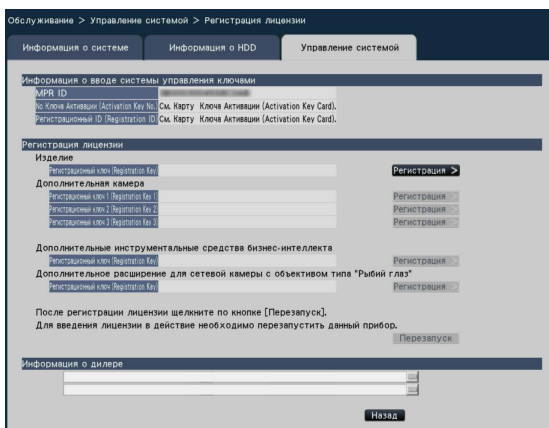 Обслуживание > Управление системой > Регистрация лицензии
Информация о системе Информация о HDD Управление системой
Информация о вводе системы управления ключами
MPR ID
No Ключа Активации (Activation Key No.) См. Карту Ключа Активации (Activation Key Card).
Регистрационный ID (Registration ID) См. Карту Ключа Активации (Activation Key Card).
Регистрация лицензии
Изделие
Регистрационный ключ (Registration Key) Регистрация >
Дополнительная камера
Регистрационный ключ 1 (Registration Key 1) Регистрация >
Регистрационный ключ 2 (Registration Key 2) Регистрация >
Регистрационный ключ 3 (Registration Key 3) Регистрация >
Дополнительные инструментальные средства бизнес-интеллекта
Регистрационный ключ (Registration Key) Регистрация >
Дополнительное расширение для сетевой камеры с объективом типа "Рыбий глаз"
Регистрационный ключ (Registration Key) Регистрация >
После регистрации лицензии щелкните по кнопке [Перезапуск].
Для введения лицензии в действие необходимо перезапустить данный прибор.
Перезапуск
Информация о дилере
Назад